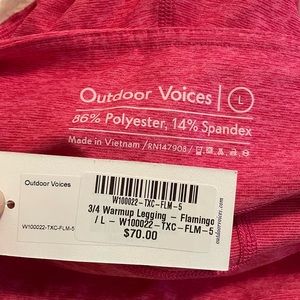 Outdoor Voices | L
86% Polyester, 14% Spandex
Made in Vietnam / RN147908 /
Outdoor Voices
W100022-TXC-FLM-5
W100022-TXC-FLM-5
3/4 Warmup Legging - Flamingo
/ L - W100022-TXC-FLM-5
$70.00
outdoorvoices.com